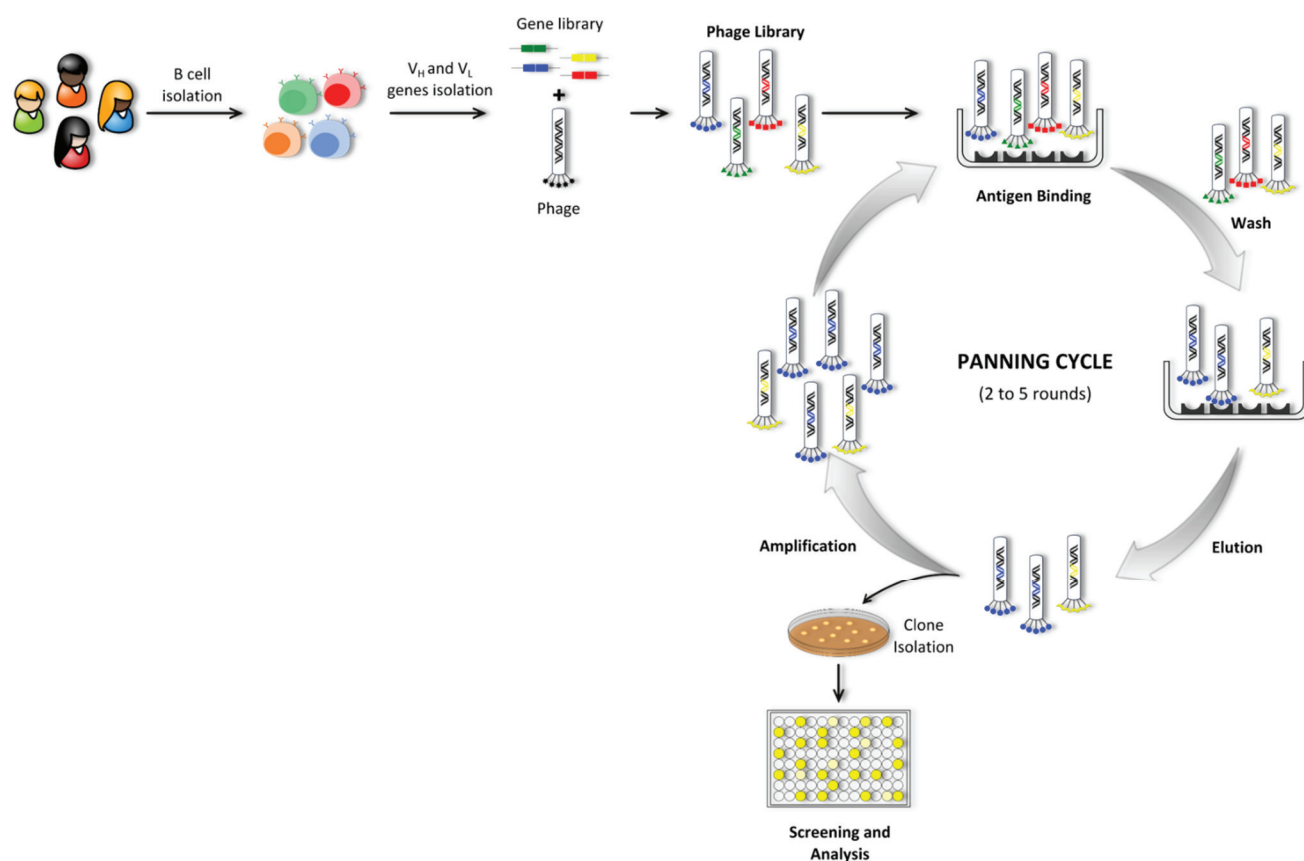 B cell
isolation
V_H and V_L
genes isolation
Gene library
+
Phage
Phage Library
Antigen Binding
Wash
PANNING CYCLE
(2 to 5 rounds)
Elution
Amplification
Clone
Isolation
Screening and
Analysis